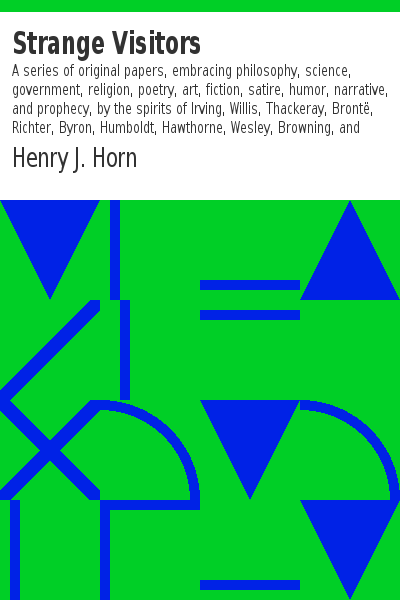 Strange Visitors
A series of original papers, embracing philosophy, science,
government, religion, poetry, art, fiction, satire, humor, narrative,
and prophecy, by the spirits of Irving, Willis, Thackeray, Brontë,
Richter, Byron, Humboldt, Hawthorne, Wesley, Browning, and
Henry J. Horn